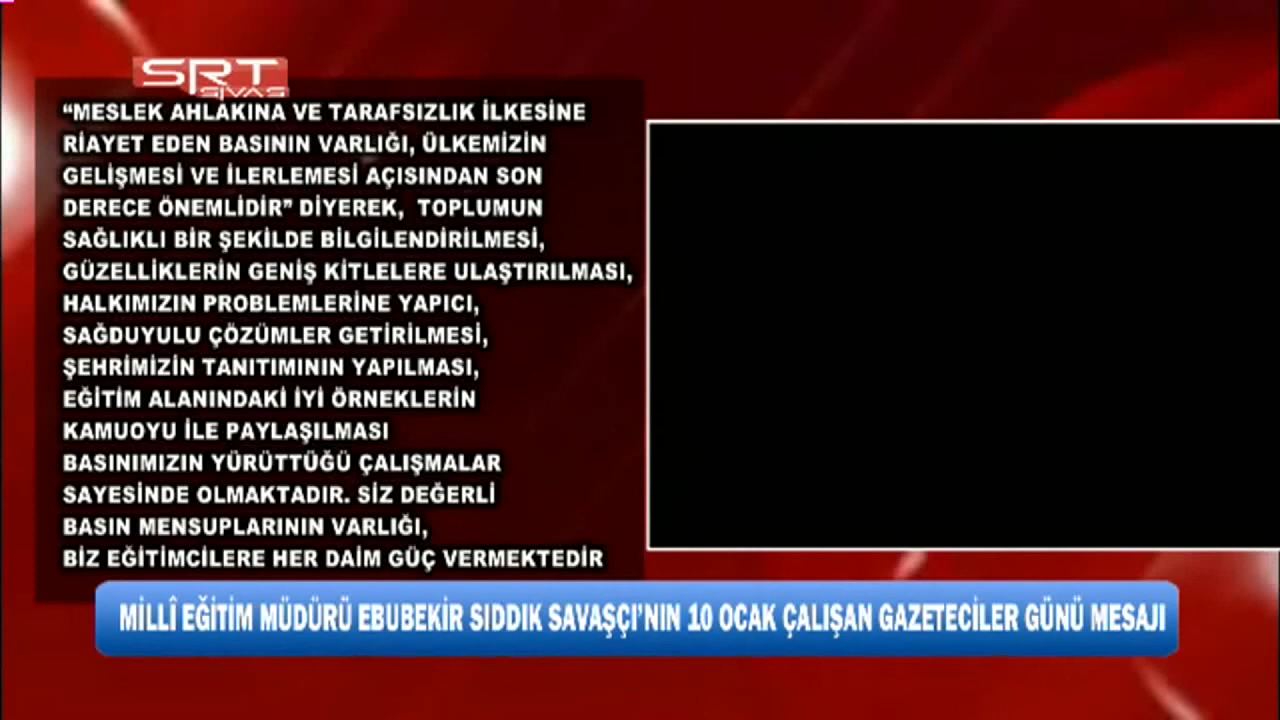 SRT
SİVAS
“MESLEK AHLAKINA VE TARAFSIZLIK İLKESİNE
RİAYET EDEN BASININ VARLIĞI, ÜLKEMİZİN
GELİŞMESİ VE İLERLEMESİ AÇISINDAN SON
DERECE ÖNEMLİDİR” DİYEREK, TOPLUMUN
SAĞLIKLI BİR ŞEKİLDE BİLGİLENDİRİLMESİ,
GÜZELLİKLERİN GENİŞ KİTLELERE ULAŞTIRILMASI,
HALKIMIZIN PROBLEMLERİNE YAPICI,
SAĞDUYULU ÇÖZÜMLER GETİRİLMESİ,
ŞEHRİMİZİN TANITIMININ YAPILMASI,
EĞİTİM ALANINDAKİ İYİ ÖRNEKLERİN
KAMUOYU İLE PAYLAŞILMASI
BASINIMIZIN YÜRÜTTÜĞÜ ÇALIŞMALAR
SAYESİNDE OLMAKTADIR. SİZ DEĞERLİ
BASIN MENSUPLARININ VARLIĞI,
BİZ EĞİTİMCİLERE HER DAİM GÜÇ VERMEKTEDİR
MİLLÎ EĞİTİM MÜDÜRÜ EBUBEKİR SIDDIK SAVAŞÇI’NIN 10 OCAK ÇALIŞAN GAZETECİLER GÜNÜ MESAJI